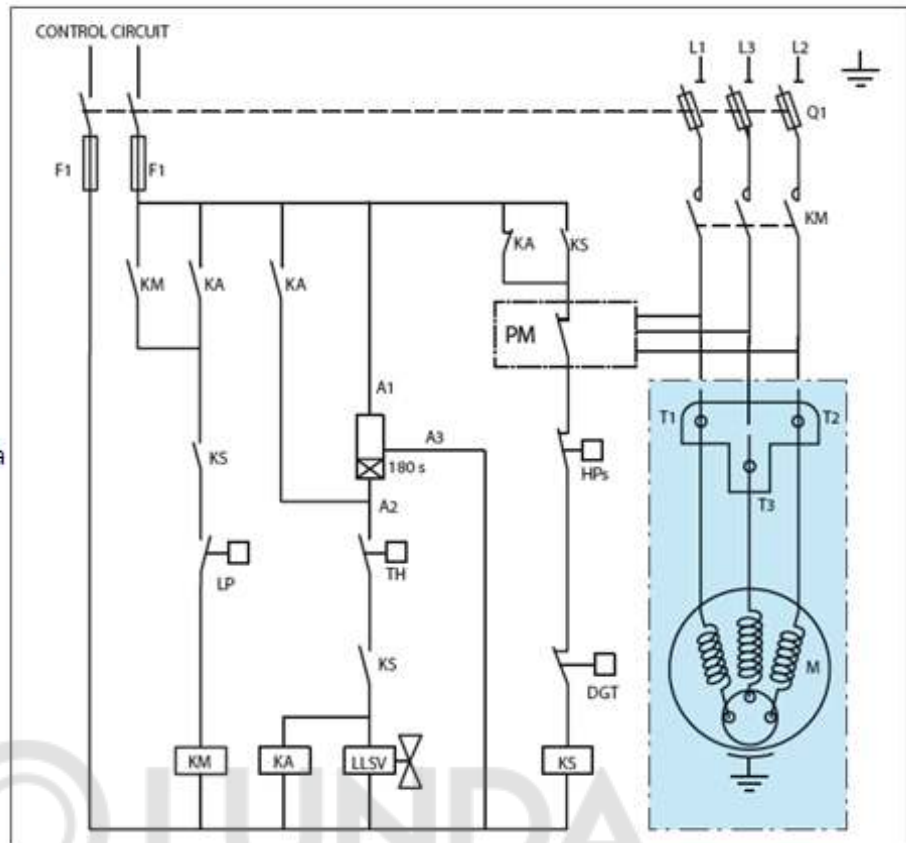 CONTROL CIRCUIT
L1 L3 L2
Q1
F1 F1
KM
KA KS
KM KA KA
PM
A1
T1 T2
A3
a
KS
180 s
HPs
T3
A2
LP
TH
KS
M
DGT
KM KA LLSV KS
LUNDA